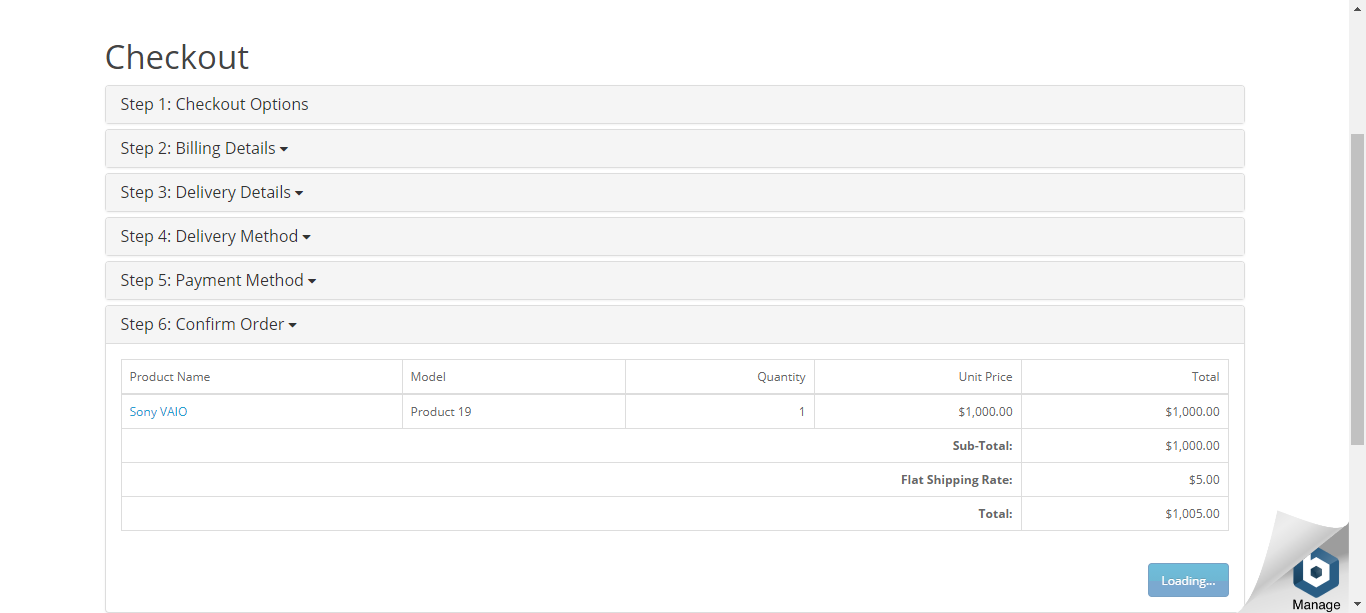 Checkout
Step 1: Checkout Options
Step 2: Billing Details
Step 3: Delivery Details
Step 4: Delivery Method
Step 5: Payment Method
Step 6: Confirm Order
Product Name Model Quantity Unit Price Total
Sony VAIO Product 19 1 $1,000.00 $1,000.00
Sub-Total: $1,000.00
Flat Shipping Rate: $5.00
Total: $1,005.00
Loading...
b
Manage